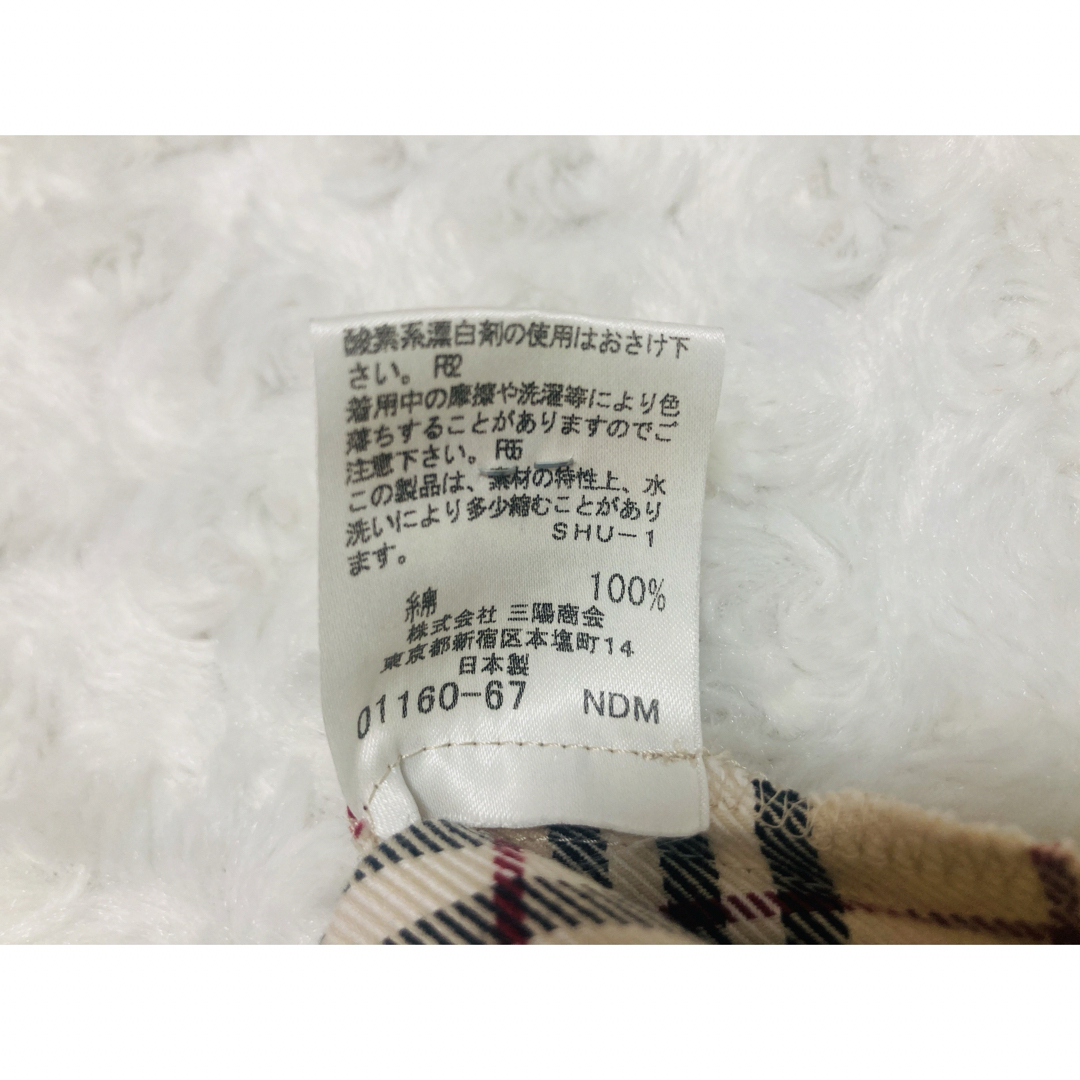 酸素系漂白剤の使用はおさけ下
さい。 F62
着用中の摩擦や洗濯等により色
落ちすることがありますのでご
注意下さい。 F65
この製品は、素材の特性上、水
洗いにより多少縮むことがあり
ます。
SHU-1
綿 100%
株式会社 三陽商会
東京都新宿区本塩町14
日本製
01160-67 NDM